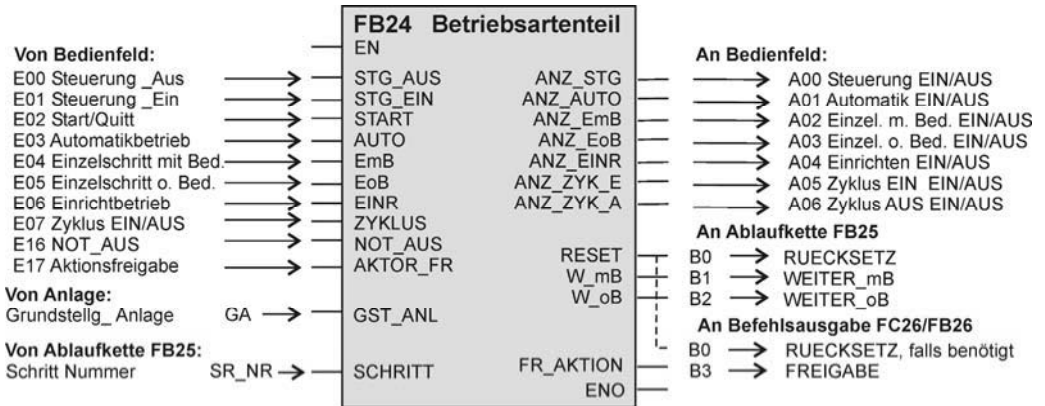 FB24 Betriebsartenteil
Von Bedienfeld:
EN
An Bedienfeld:
E00 Steuerung _Aus STG_AUS ANZ_STG A00 Steuerung EIN/AUS
E01 Steuerung _Ein STG_EIN ANZ_AUTO A01 Automatik EIN/AUS
E02 Start/Quitt START ANZ_EmB A02 Einzel. m. Bed. EIN/AUS
E03 Automatikbetrieb AUTO ANZ_EoB A03 Einzel. o. Bed. EIN/AUS
E04 Einzelschritt mit Bed. EmB ANZ_EINR A04 Einrichten EIN/AUS
E05 Einzelschritt o. Bed. EoB ANZ_ZYK_E A05 Zyklus EIN EIN/AUS
E06 Einrichtbetrieb EINR ANZ_ZYK_A A06 Zyklus AUS EIN/AUS
E07 Zyklus EIN/AUS ZYKLUS
E16 NOT_AUS NOT_AUS
An Ablaufkette FB25
E17 Aktionsfreigabe AKTOR_FR RESET B0 RUECKSETZ
W_mB B1 WEITER_mB
Von Anlage:
W_oB B2 WEITER_oB
Grundstellg_ Anlage GA GST_ANL
An Befehlsausgabe FC26/FB26
Von Ablaufkette FB25:
B0 RUECKSETZ, falls benötigt
Schritt Nummer SR_NR SCHRITT FR_AKTION B3 FREIGABE
ENO